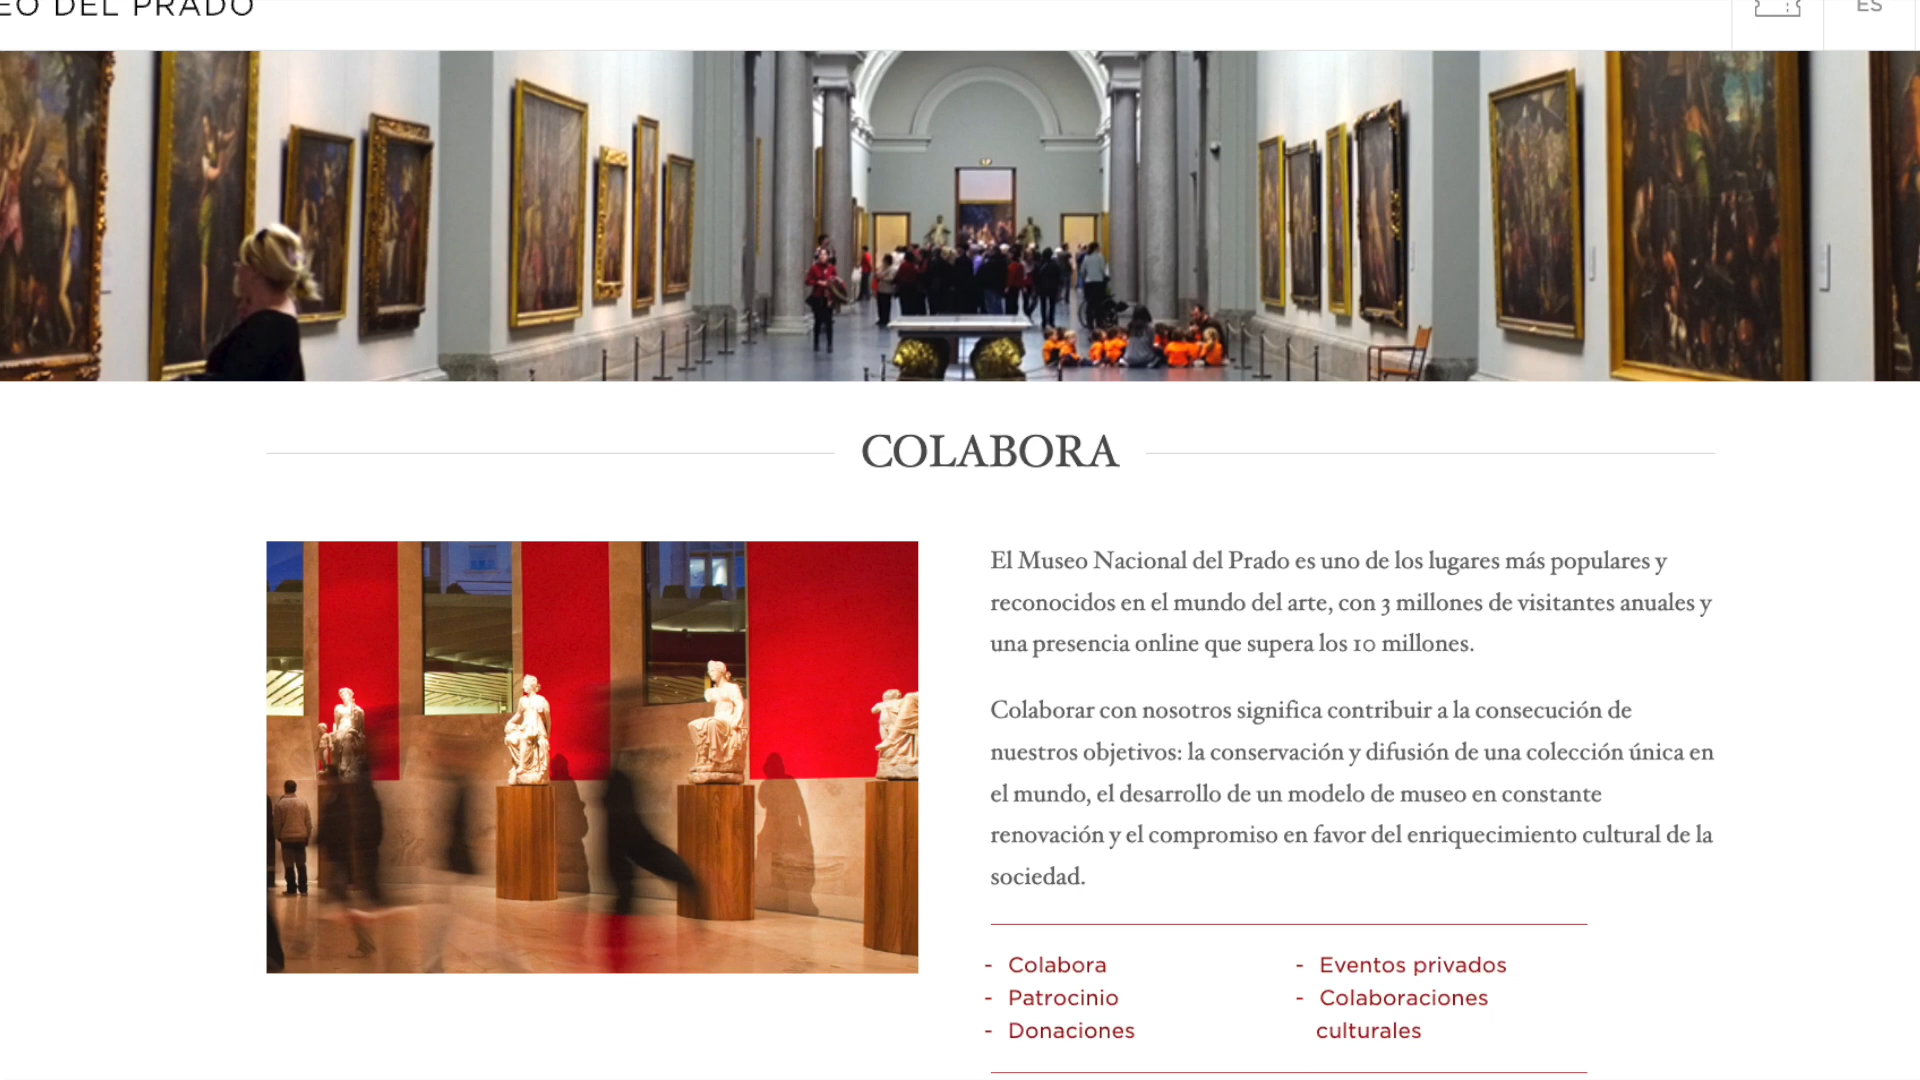 EO DEL PRADO
ES
COLABORA
El Museo Nacional del Prado es uno de los lugares más populares y
reconocidos en el mundo del arte, con 3 millones de visitantes anuales y
una presencia online que supera los 10 millones.
Colaborar con nosotros significa contribuir a la consecución de
nuestros objetivos: la conservación y difusión de una colección única en
el mundo, el desarrollo de un modelo de museo en constante
renovación y el compromiso en favor del enriquecimiento cultural de la
sociedad.
- Colabora
- Patrocinio
- Donaciones
- Eventos privados
- Colaboraciones
culturales